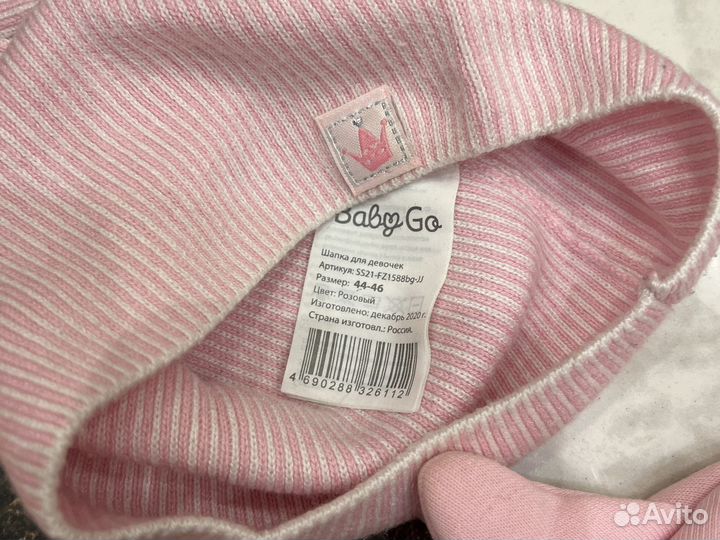 Baby Go
Шапка для девочек
Артикул: SS21-FZ1588bg-JJ
Размер: 44-46
Цвет: Розовый
Изготовлено: декабрь 2020 г.
Страна изготовл.: Россия.
4 690288 326112
Avito